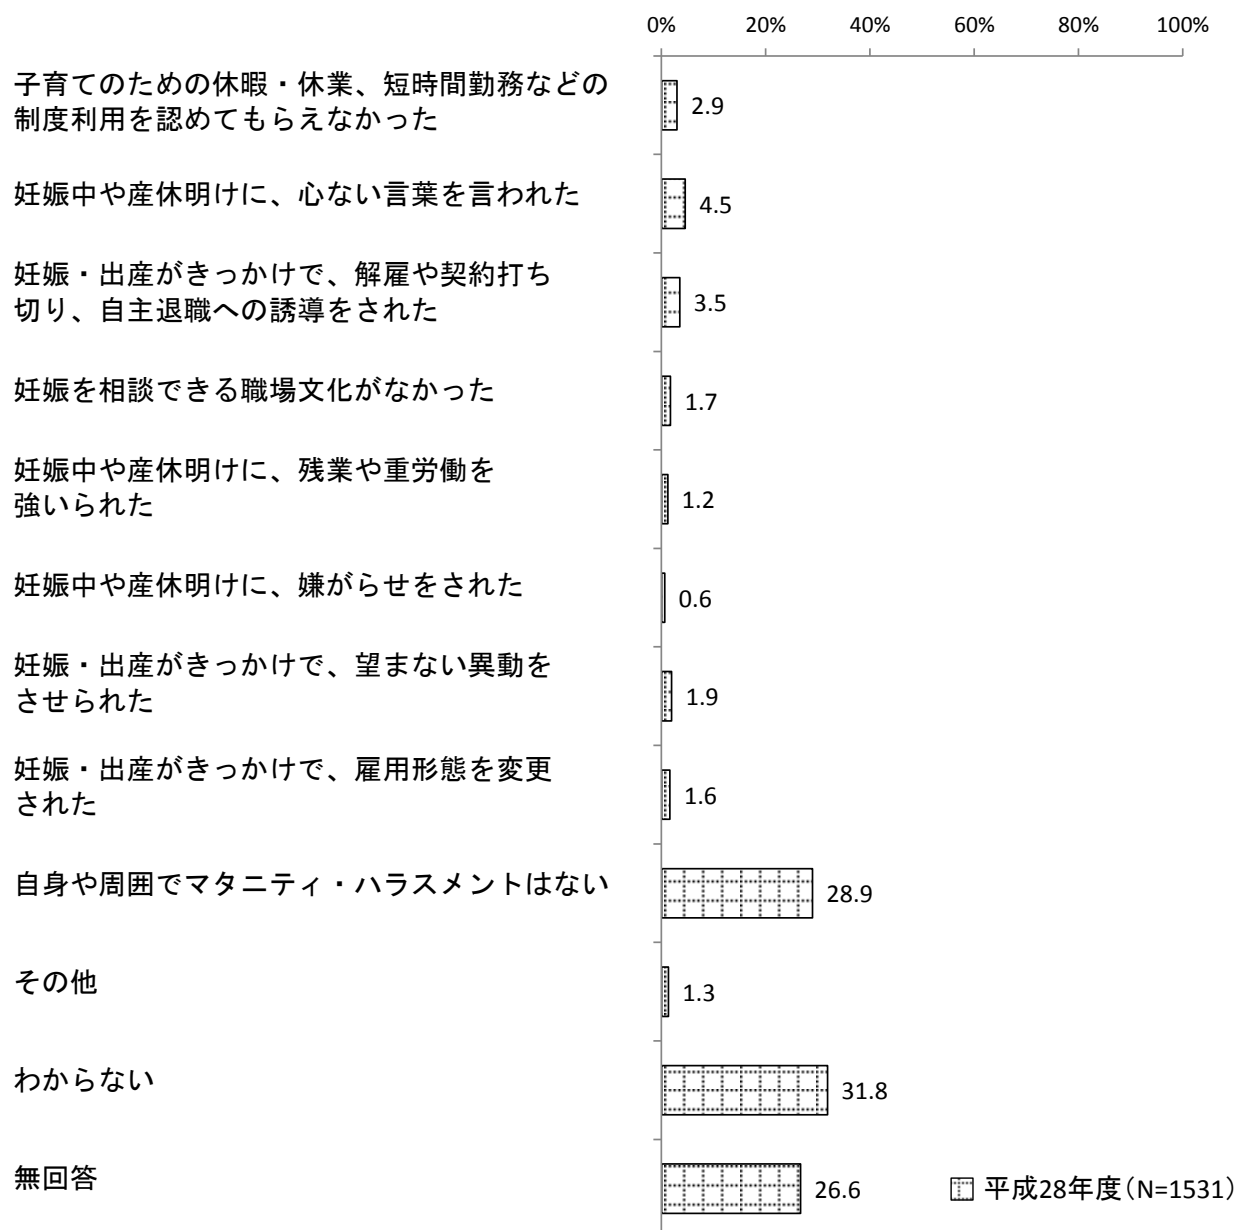 0% 20% 40% 60% 80% 100%
子育てのための休暇・休業、短時間勤務などの
制度利用を認めてもらえなかった
2.9
妊娠中や産休明けに、心ない言葉を言われた
4.5
妊娠・出産がきっかけで、解雇や契約打ち
切り、自主退職への誘導をされた
3.5
妊娠を相談できる職場文化がなかった
1.7
妊娠中や産休明けに、残業や重労働を
強いられた
1.2
妊娠中や産休明けに、嫌がらせをされた
0.6
妊娠・出産がきっかけで、望まない異動を
させられた
1.9
妊娠・出産がきっかけで、雇用形態を変更
された
1.6
自身や周囲でマタニティ・ハラスメントはない
28.9
その他
1.3
わからない
31.8
無回答
26.6
平成28年度(N=1531)